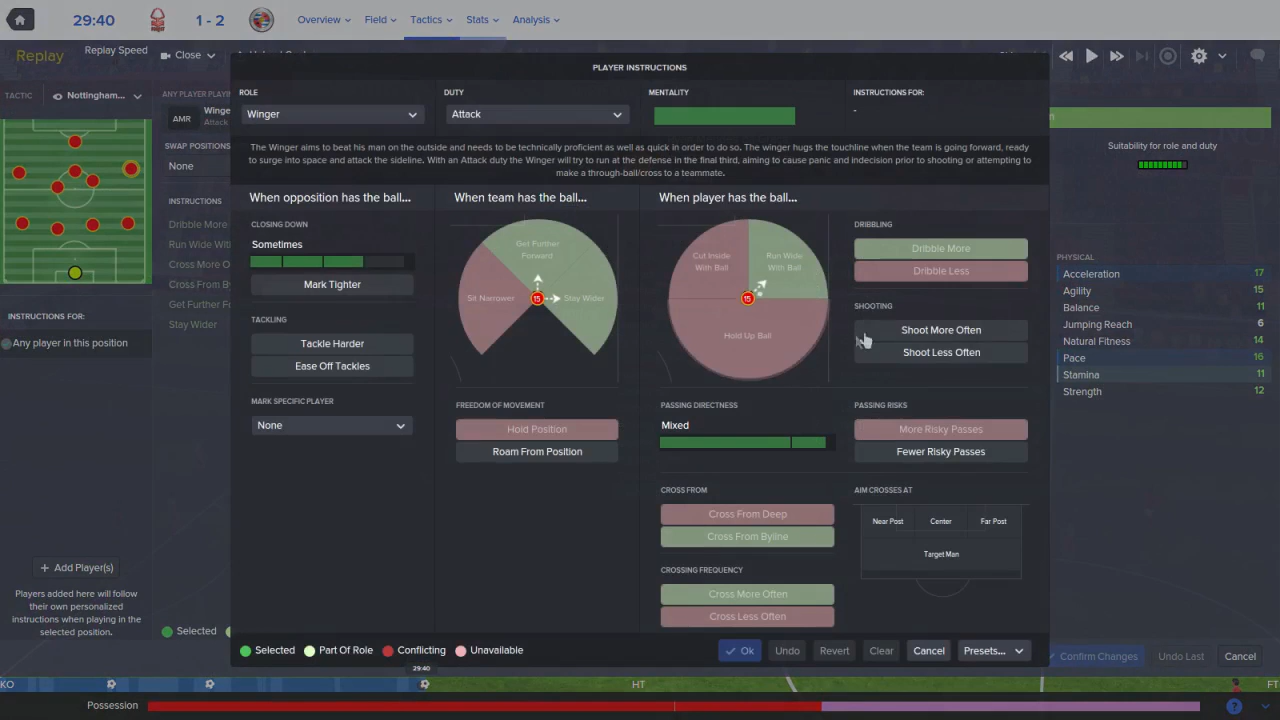 29:40
1 - 2
Overview
Field
Tactics
Stats
Analysis
Replay
Replay Speed
Close
TACTIC
Nottingham...
ANY PLAYER PLAYI
AMR
Winge
Attack
SWAP POSITIONS
None
INSTRUCTIONS
Dribble More
Run Wide With
Cross More O
Cross From B
Get Further F
Stay Wider
INSTRUCTIONS FOR:
Any player in this position
+ Add Player(s)
Players added here will follow
their own personalized
instructions when playing in the
selected position.
Selected
PLAYER INSTRUCTIONS
ROLE
Winger
DUTY
Attack
MENTALITY
INSTRUCTIONS FOR:
-
The Winger aims to beat his man on the outside and needs to be technically proficient as well as quick in order to do so. The winger hugs the touchline when the team is going forward, ready
to surge into space and attack the sideline. With an Attack duty the Winger will try to run at the defense in the final third, aiming to cause panic and indecision prior to shooting or attempting to
make a through-ball/cross to a teammate.
When opposition has the ball...
CLOSING DOWN
Sometimes
Mark Tighter
TACKLING
Tackle Harder
Ease Off Tackles
MARK SPECIFIC PLAYER
None
When team has the ball...
Get Further
Forward
Sit Narrower
15
Stay Wider
FREEDOM OF MOVEMENT
Hold Position
Roam From Position
When player has the ball...
Cut Inside
With Ball
Run Wide
With Ball
15
Hold Up Ball
DRIBBLING
Dribble More
Dribble Less
SHOOTING
Shoot More Often
Shoot Less Often
PASSING DIRECTNESS
Mixed
PASSING RISKS
More Risky Passes
Fewer Risky Passes
CROSS FROM
Cross From Deep
Cross From Byline
AIM CROSSES AT
Near Post
Center
Far Post
Target Man
CROSSING FREQUENCY
Cross More Often
Cross Less Often
Selected
Part Of Role
Conflicting
Unavailable
Ok
Undo
Revert
Clear
Cancel
Presets...
Suitability for role and duty
PHYSICAL
Acceleration 17
Agility 15
Balance 11
Jumping Reach 6
Natural Fitness 14
Pace 16
Stamina 11
Strength 12
Confirm Changes
Undo Last
Cancel
29:40
KO
HT
FT
Possession
?